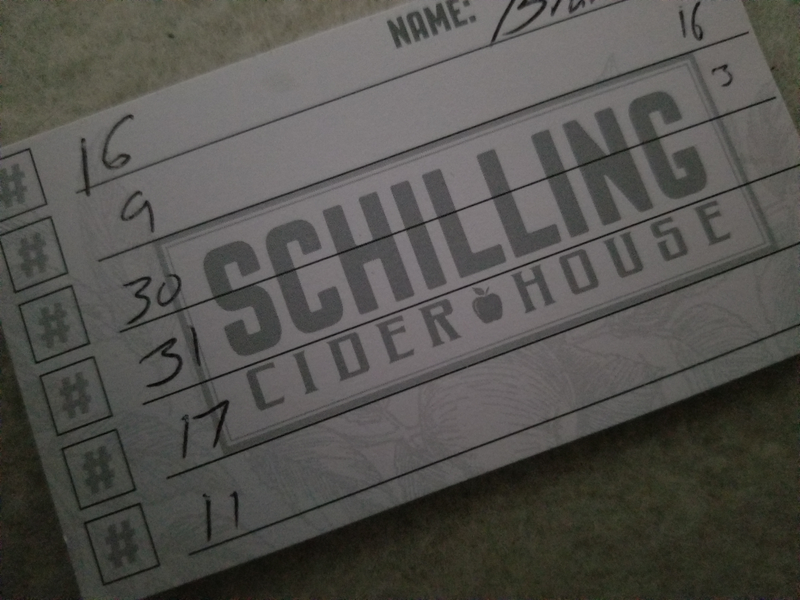 NAME:
# 16 16
# 9 3
# 30
# 31
# 17
# 11
SCHILLING
CIDER HOUSE